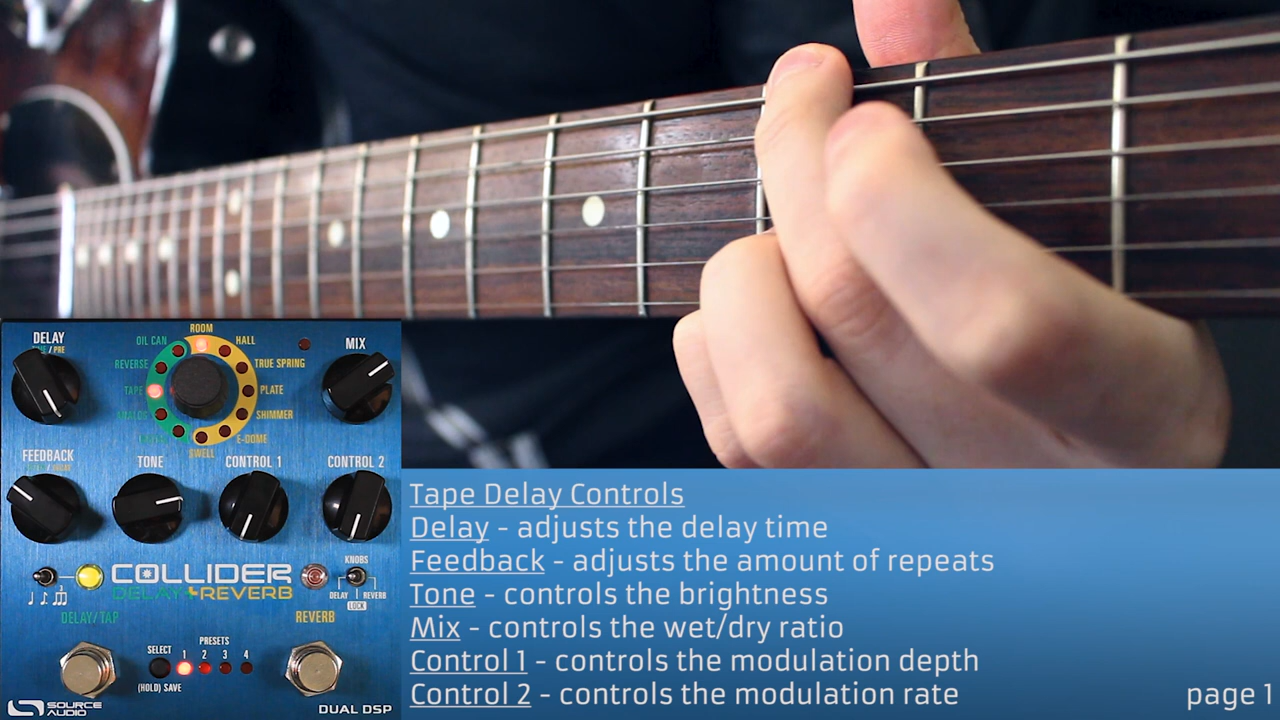 DELAY
/ PRE
OIL CAN
ROOM
HALL
MIX
REVERSE
TRUE SPRING
TAPE
PLATE
ANALOG
SHIMMER
E-DOME
SWELL
FEEDBACK
TONE
CONTROL 1
CONTROL 2
COLLIDER
DELAY+REVERB
KNOBS
DELAY
REVERB
LOCK
DELAY/TAP
REVERB
SELECT
PRESETS
1 2 3 4
(HOLD) SAVE
SOURCE
AUDIO
DUAL DSP
Tape Delay Controls
Delay - adjusts the delay time
Feedback - adjusts the amount of repeats
Tone - controls the brightness
Mix - controls the wet/dry ratio
Control 1 - controls the modulation depth
Control 2 - controls the modulation rate
page 1